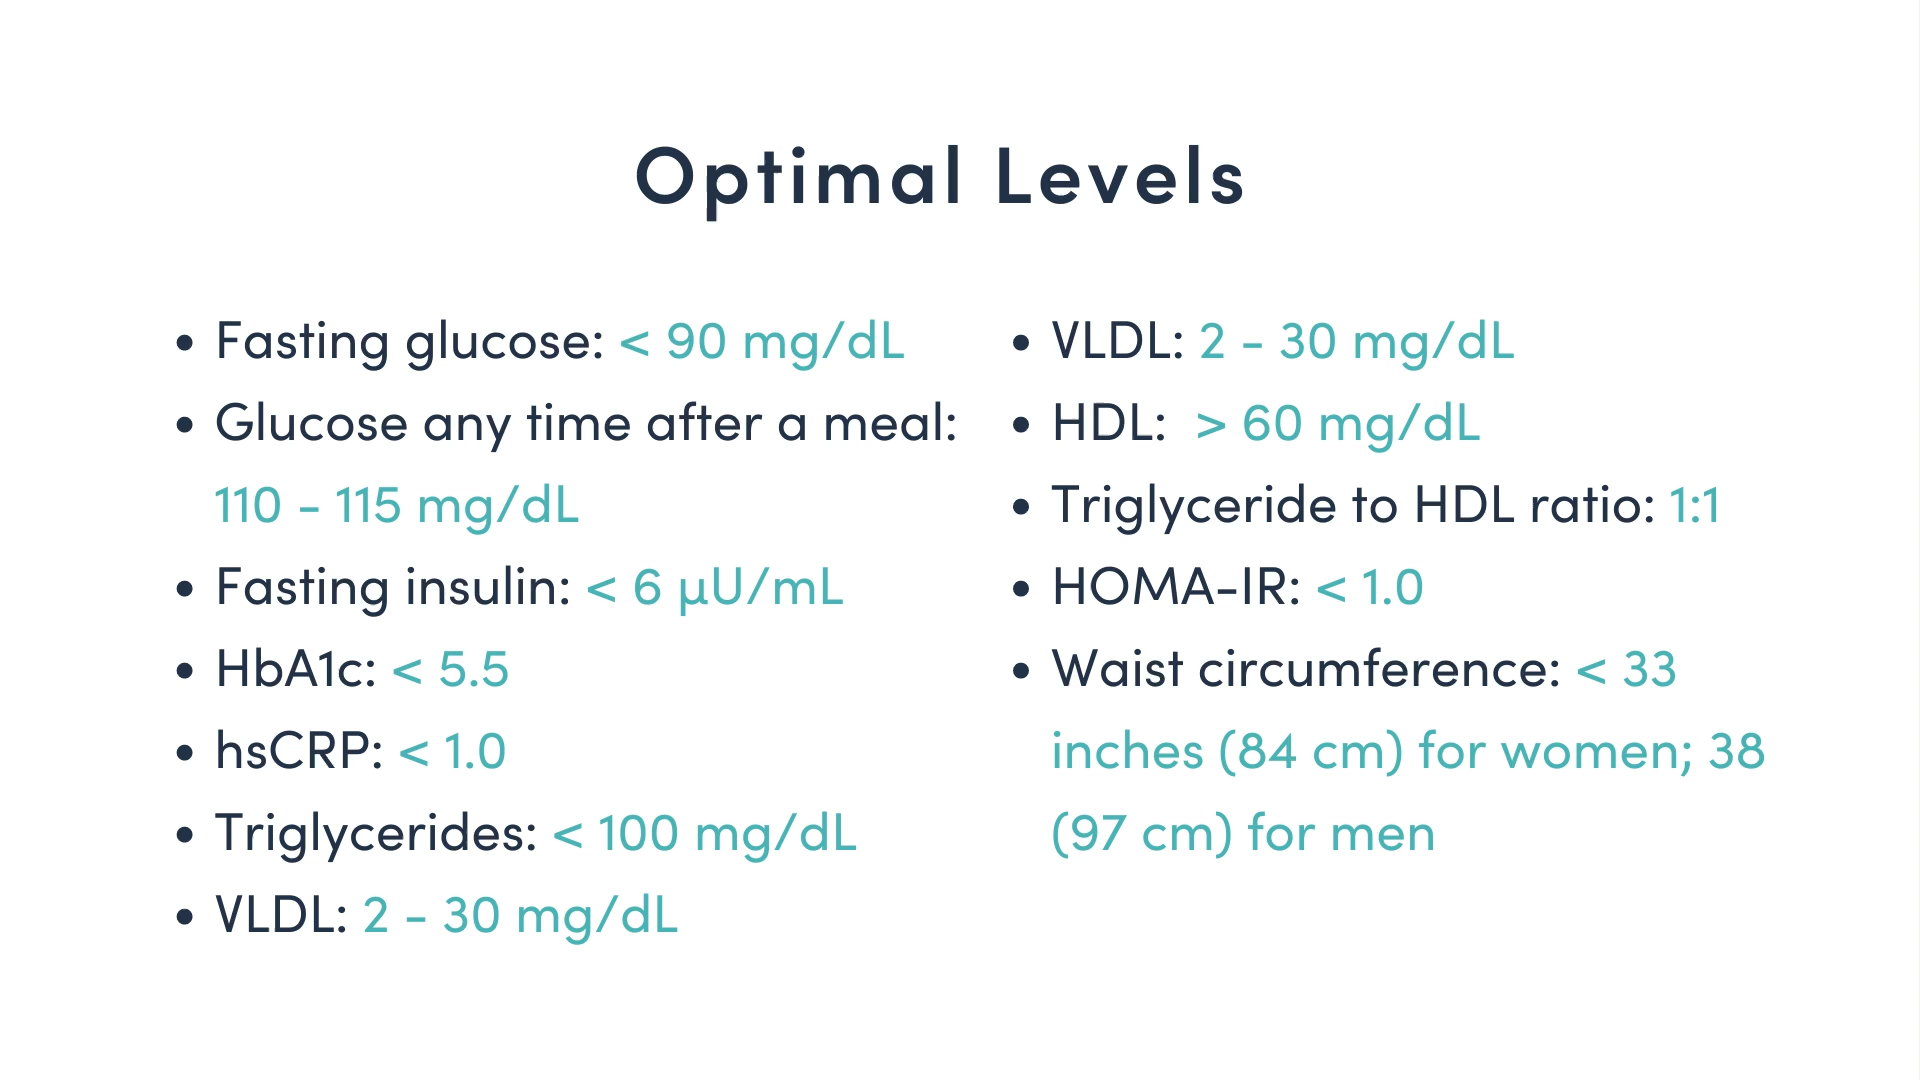 Optimal Levels
• Fasting glucose: < 90 mg/dL
• Glucose any time after a meal:
110 - 115 mg/dL
• Fasting insulin: < 6 μU/mL
• HbA1c: < 5.5
• hsCRP: < 1.0
• Triglycerides: < 100 mg/dL
• VLDL: 2 - 30 mg/dL
• VLDL: 2 - 30 mg/dL
• HDL:  > 60 mg/dL
• Triglyceride to HDL ratio: 1:1
• HOMA-IR: < 1.0
• Waist circumference: < 33
inches (84 cm) for women; 38
(97 cm) for men